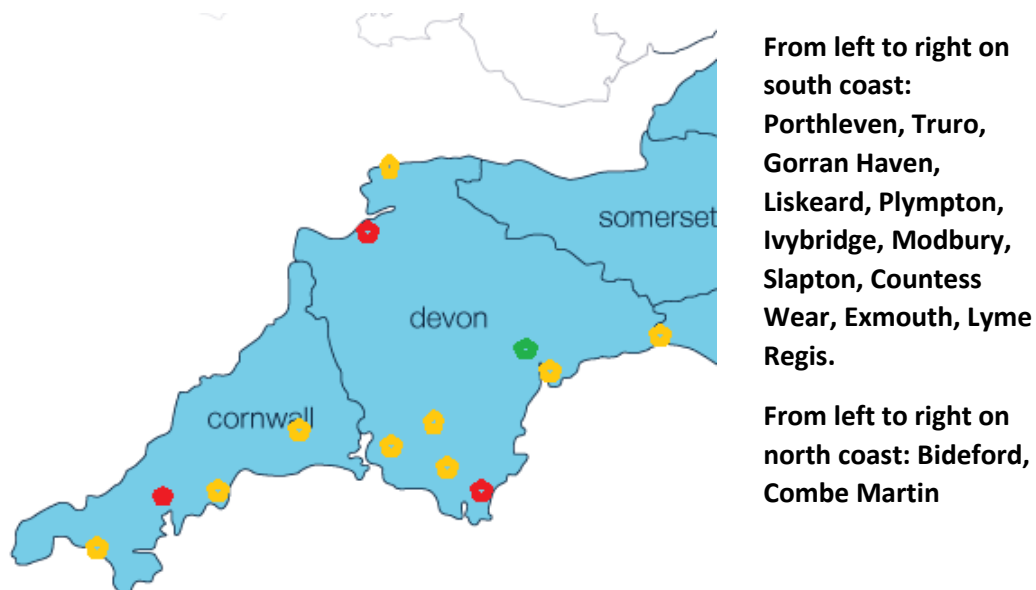 From left to right on
south coast:
Porthleven, Truro,
Gorran Haven,
Liskeard, Plympton,
Ivybridge, Modbury,
Slapton, Countess
Wear, Exmouth, Lyme
Regis.
From left to right on
north coast: Bideford,
Combe Martin
somerset
devon
cornwall